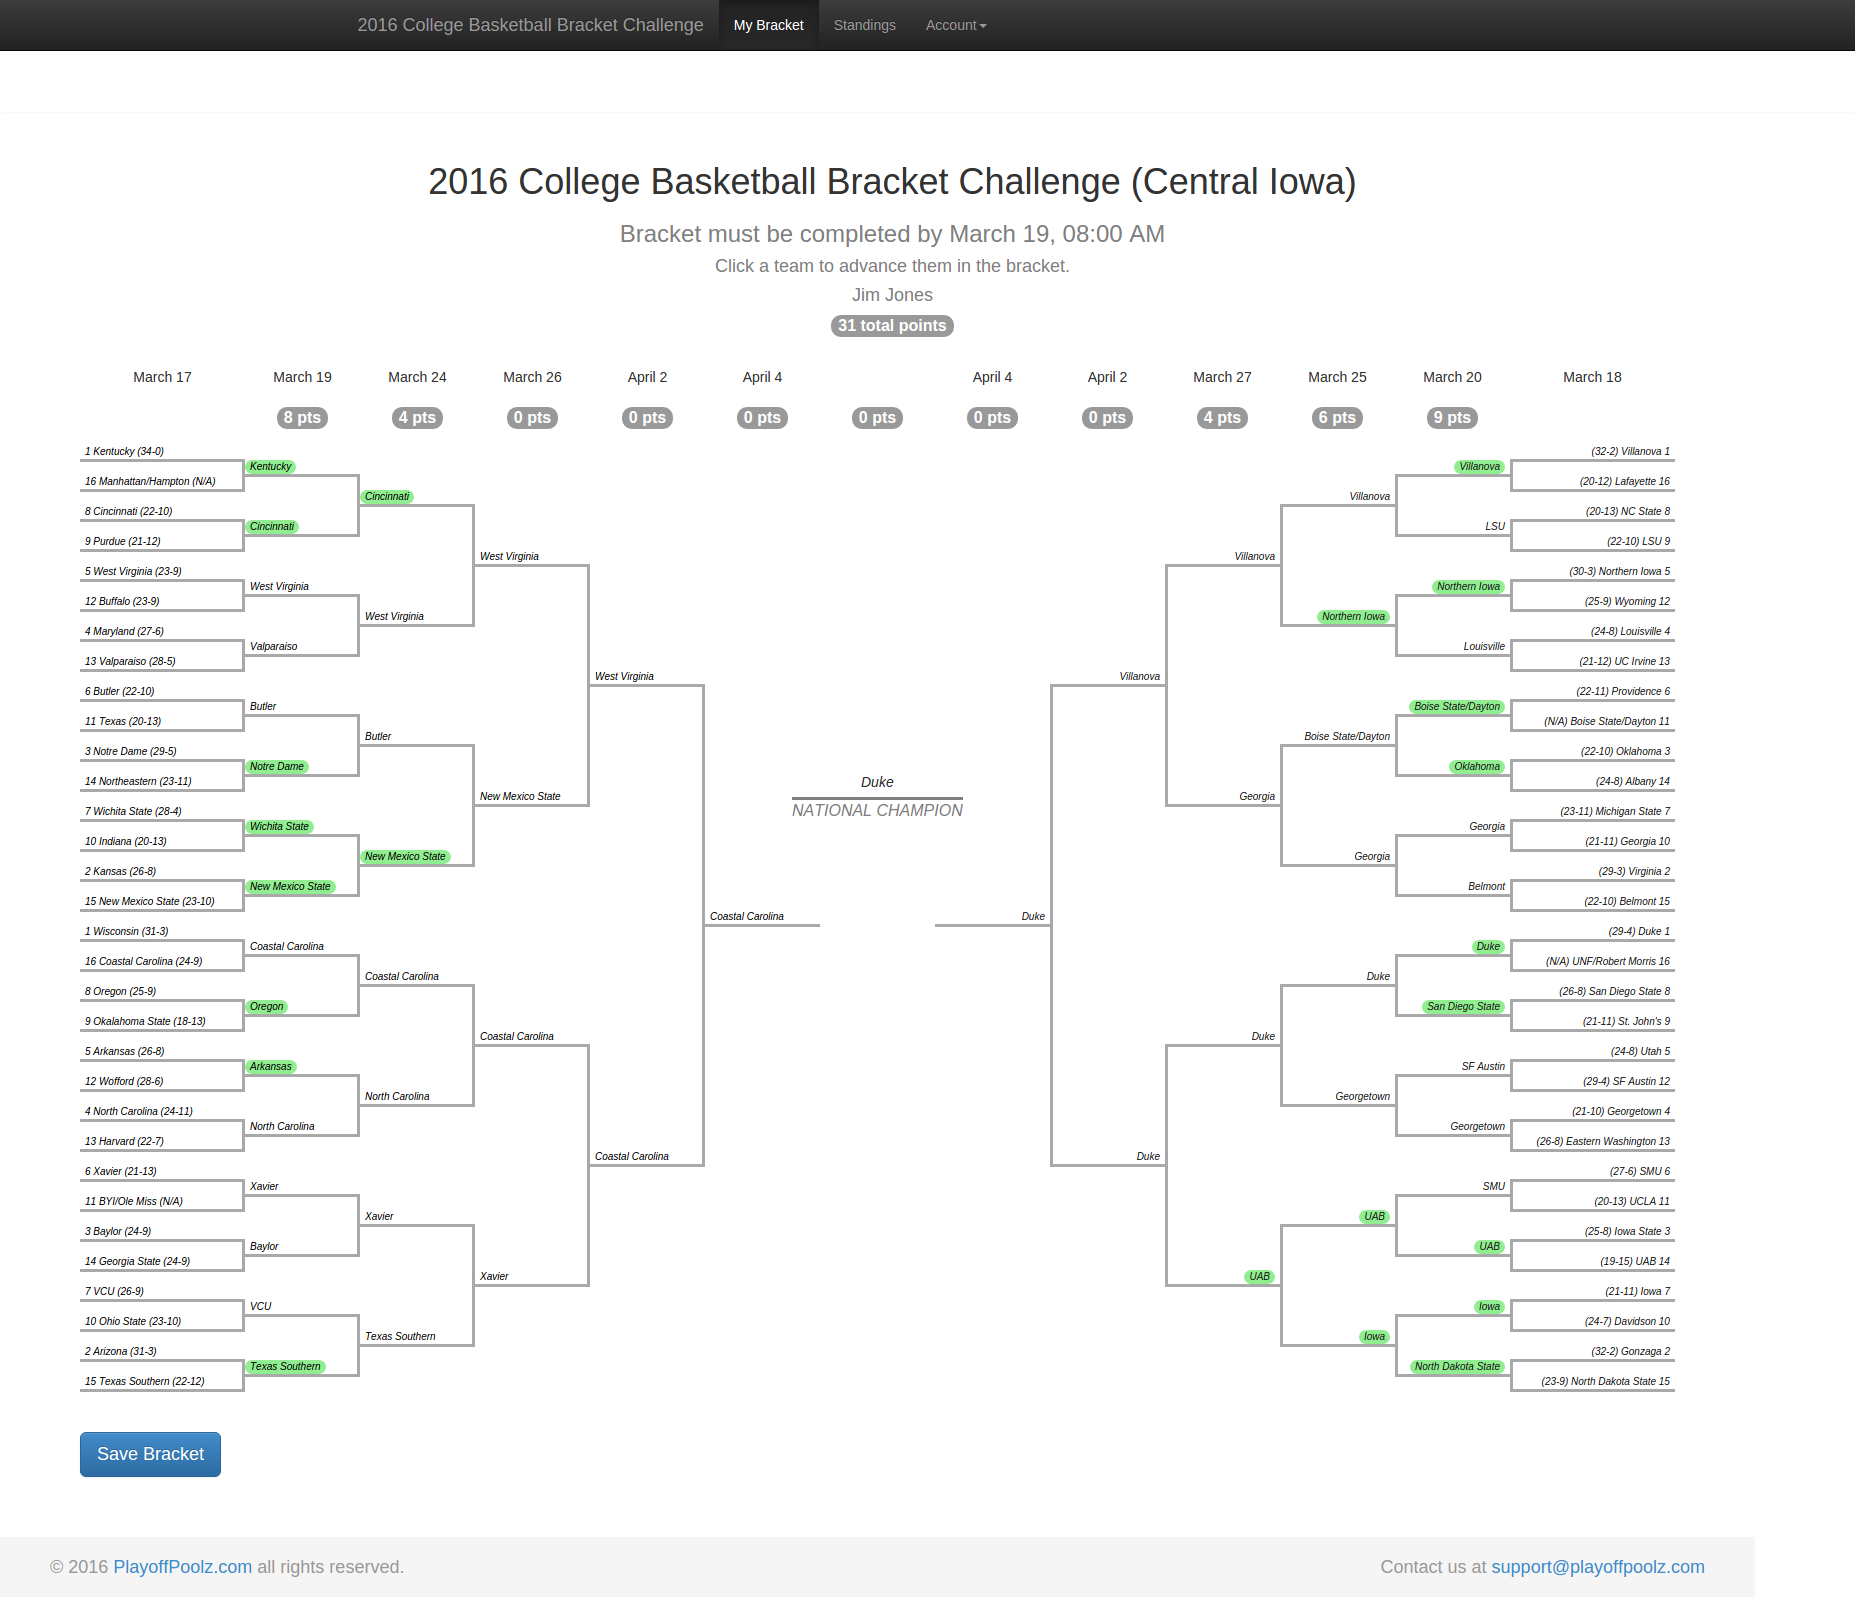 2016 College Basketball Bracket Challenge My Bracket Standings Account
2016 College Basketball Bracket Challenge (Central Iowa)
Bracket must be completed by March 19, 08:00 AM
Click a team to advance them in the bracket.
Jim Jones
31 total points
March 17 March 19 March 24 March 26 April 2 April 4 April 4 April 2 March 27 March 25 March 20 March 18
8 pts 4 pts 0 pts 0 pts 0 pts 0 pts 0 pts 0 pts 4 pts 6 pts 9 pts
1 Kentucky (34-0) (32-2) Villanova 1
Kentucky Villanova
16 Manhattan/Hampton (N/A) (20-12) Lafayette 16
Cincinnati Villanova
8 Cincinnati (22-10) (20-13) NC State 8
Cincinnati LSU
9 Purdue (21-12) (22-10) LSU 9
West Virginia Villanova
5 West Virginia (23-9) (30-3) Northern Iowa 5
West Virginia Northern Iowa
12 Buffalo (23-9) (25-9) Wyoming 12
West Virginia Northern Iowa
4 Maryland (27-6) (24-8) Louisville 4
Valparaiso Louisville
13 Valparaiso (28-5) (21-12) UC Irvine 13
West Virginia Villanova
6 Butler (22-10) (22-11) Providence 6
Butler Boise State/Dayton
11 Texas (20-13) (N/A) Boise State/Dayton 11
Butler Boise State/Dayton
3 Notre Dame (29-5) (22-10) Oklahoma 3
Notre Dame Oklahoma
14 Northeastern (23-11) Duke (24-8) Albany 14
New Mexico State Georgia
7 Wichita State (28-4) NATIONAL CHAMPION (23-11) Michigan State 7
Wichita State Georgia
10 Indiana (20-13) (21-11) Georgia 10
New Mexico State Georgia
2 Kansas (26-8) (29-3) Virginia 2
New Mexico State Belmont
15 New Mexico State (23-10) (22-10) Belmont 15
Coastal Carolina Duke
1 Wisconsin (31-3) (29-4) Duke 1
Coastal Carolina Duke
16 Coastal Carolina (24-9) (N/A) UNF/Robert Morris 16
Coastal Carolina Duke
8 Oregon (25-9) (26-8) San Diego State 8
Oregon San Diego State
9 Okalahoma State (18-13) (21-11) St. John's 9
Coastal Carolina Duke
5 Arkansas (26-8) (24-8) Utah 5
Arkansas SF Austin
12 Wofford (28-6) (29-4) SF Austin 12
North Carolina Georgetown
4 North Carolina (24-11) (21-10) Georgetown 4
North Carolina Georgetown
13 Harvard (22-7) (26-8) Eastern Washington 13
Coastal Carolina Duke
6 Xavier (21-13) (27-6) SMU 6
Xavier SMU
11 BYI/Ole Miss (N/A) (20-13) UCLA 11
Xavier UAB
3 Baylor (24-9) (25-8) Iowa State 3
Baylor UAB
14 Georgia State (24-9) (19-15) UAB 14
Xavier UAB
7 VCU (26-9) (21-11) Iowa 7
VCU Iowa
10 Ohio State (23-10) (24-7) Davidson 10
Texas Southern Iowa
2 Arizona (31-3) (32-2) Gonzaga 2
Texas Southern North Dakota State
15 Texas Southern (22-12) (23-9) North Dakota State 15
Save Bracket
© 2016 PlayoffPoolz.com all rights reserved. Contact us at support@playoffpoolz.com